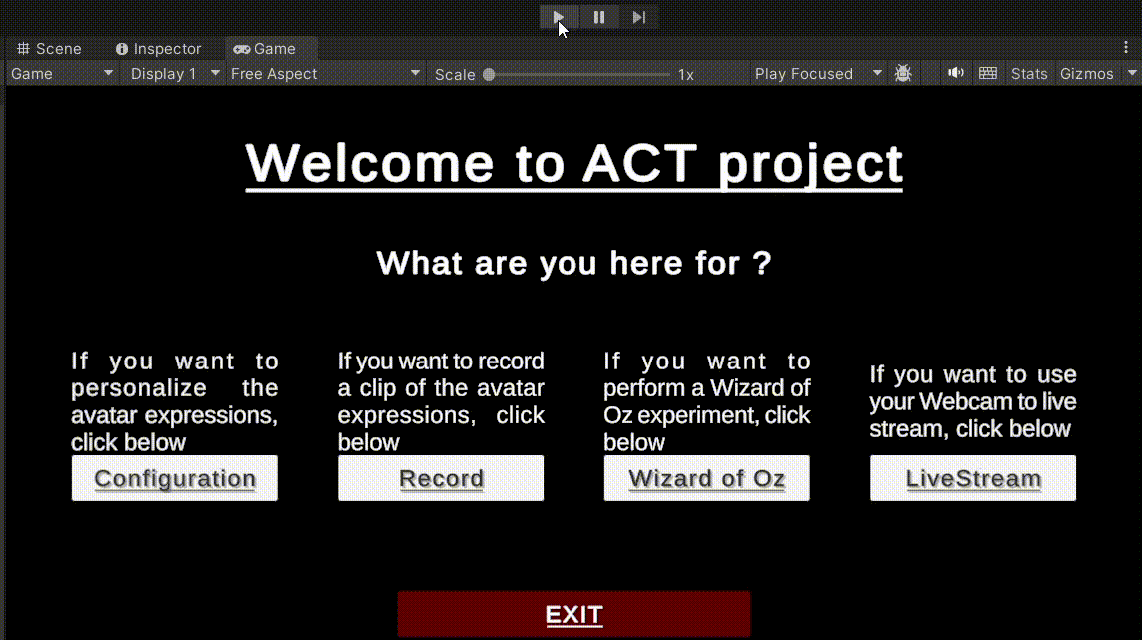 Scene Inspector Game
Game Display 1 Free Aspect Scale 1x Play Focused Stats Gizmos
Welcome to ACT project
What are you here for ?
If you want to
personalize the
avatar expressions,
click below
Configuration
If you want to record
a clip of the avatar
expressions, click
below
Record
If you want to
perform a Wizard of
Oz experiment, click
below
Wizard of Oz
If you want to use
your Webcam to live
stream, click below
LiveStream
EXIT